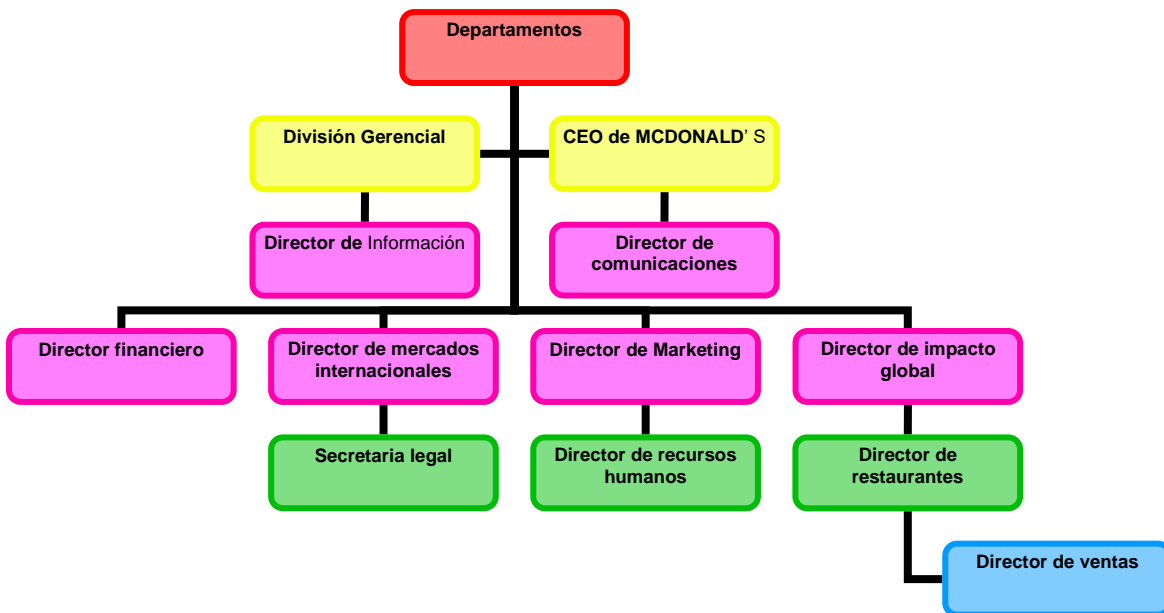 Departamentos
División Gerencial
CEO de MCDONALD’ S
Director de Información
Director de
comunicaciones
Director financiero
Director de mercados
internacionales
Director de Marketing
Director de impacto
global
Secretaria legal
Director de recursos
humanos
Director de
restaurantes
Director de ventas